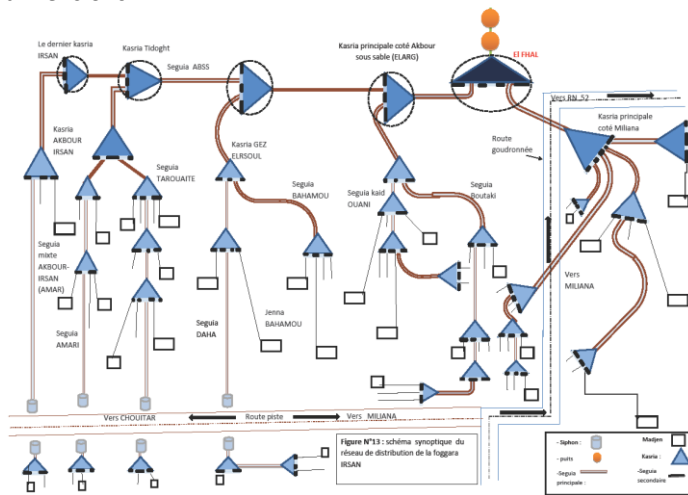 Le dernier kasria
IRSAN
Kasria Tidoght
Seguia ABSS
Kasria principale coté Akbour
sous sable (ELARG)
El FHAL
Vers RN 52
Kasria principale
coté Miliana
Route
goudronnée
Kasria
AKBOUR
IRSAN
Seguia
TAROUAITE
Kasria GEZ
ELRSOUL
Seguia
BAHAMOU
Seguia kaid
OUANI
Seguia
Boutaki
Seguia
mixte
AKBOUR-
IRSAN
(AMAR)
Seguia
AMARI
Seguia
DAHA
Jenna
BAHAMOU
Vers
MILIANA
Vers CHOUITAR
Route piste
Vers MILIANA
Figure N°13 : schéma synoptique du
réseau de distribution de la foggara
IRSAN
- Siphon :
Madjen
- puits
Kasria :
-Seguia
principale :
-Seguia
secondaire